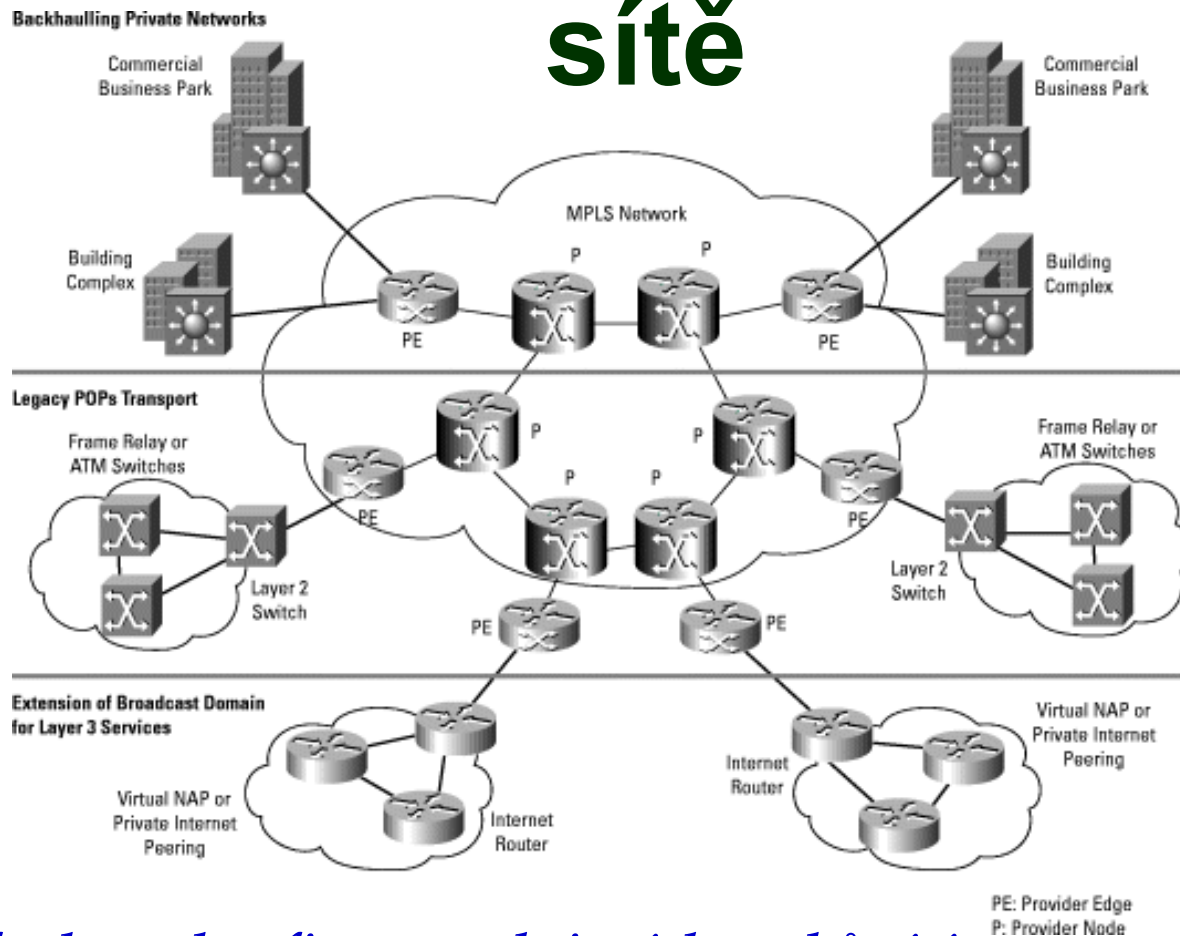 sítě
Backhaulling Private Networks
Commercial
Business Park
Commercial
Business Park
MPLS Network
P
P
Building
Complex
Building
Complex
PE
PE
Legacy POPs Transport
Frame Relay or
ATM Switches
Frame Relay or
ATM Switches
P
P
P
P
PE
PE
Layer 2
Switch
Layer 2
Switch
PE
PE
Extension of Broadcast Domain
for Layer 3 Services
Virtual NAP or
Private Internet
Peering
Internet
Router
Internet
Router
Virtual NAP or
Private Internet
Peering
PE: Provider Edge
P: Provider Node